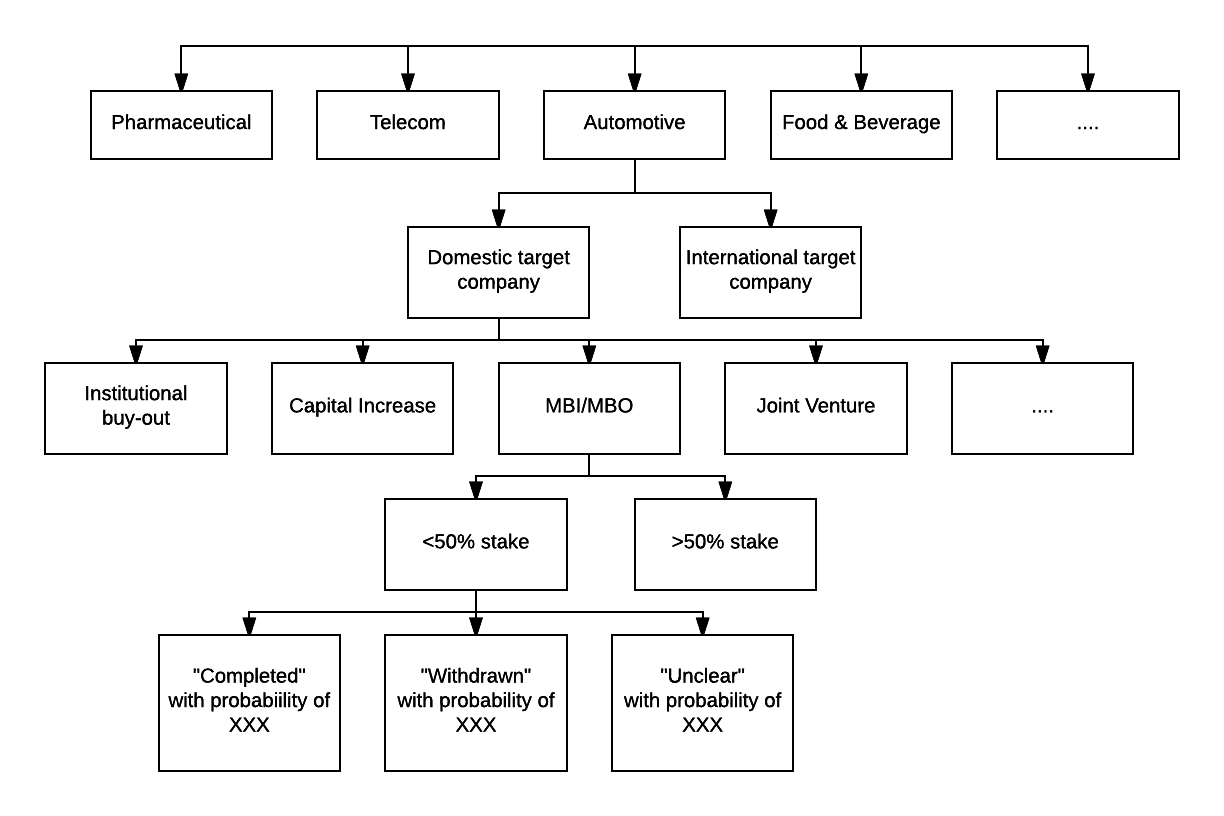 Pharmaceutical
Telecom
Automotive
Food & Beverage
....
Domestic target
company
International target
company
Institutional
buy-out
Capital Increase
MBI/MBO
Joint Venture
....
<50% stake
>50% stake
"Completed"
with probabiility of
XXX
"Withdrawn"
with probability of
XXX
"Unclear"
with probability of
XXX